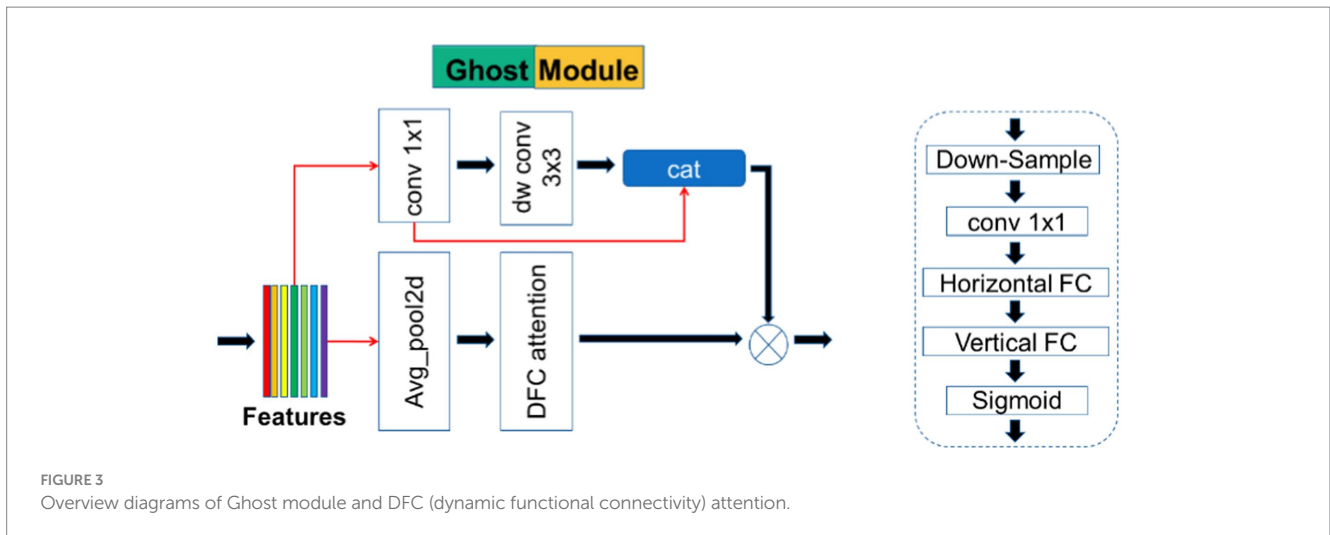 Ghost Module
conv 1x1
dw conv
3x3
cat
Avg_pool2d
DFC attention
Features
Down-Sample
conv 1x1
Horizontal FC
Vertical FC
Sigmoid
FIGURE 3
Overview diagrams of Ghost module and DFC (dynamic functional connectivity) attention.